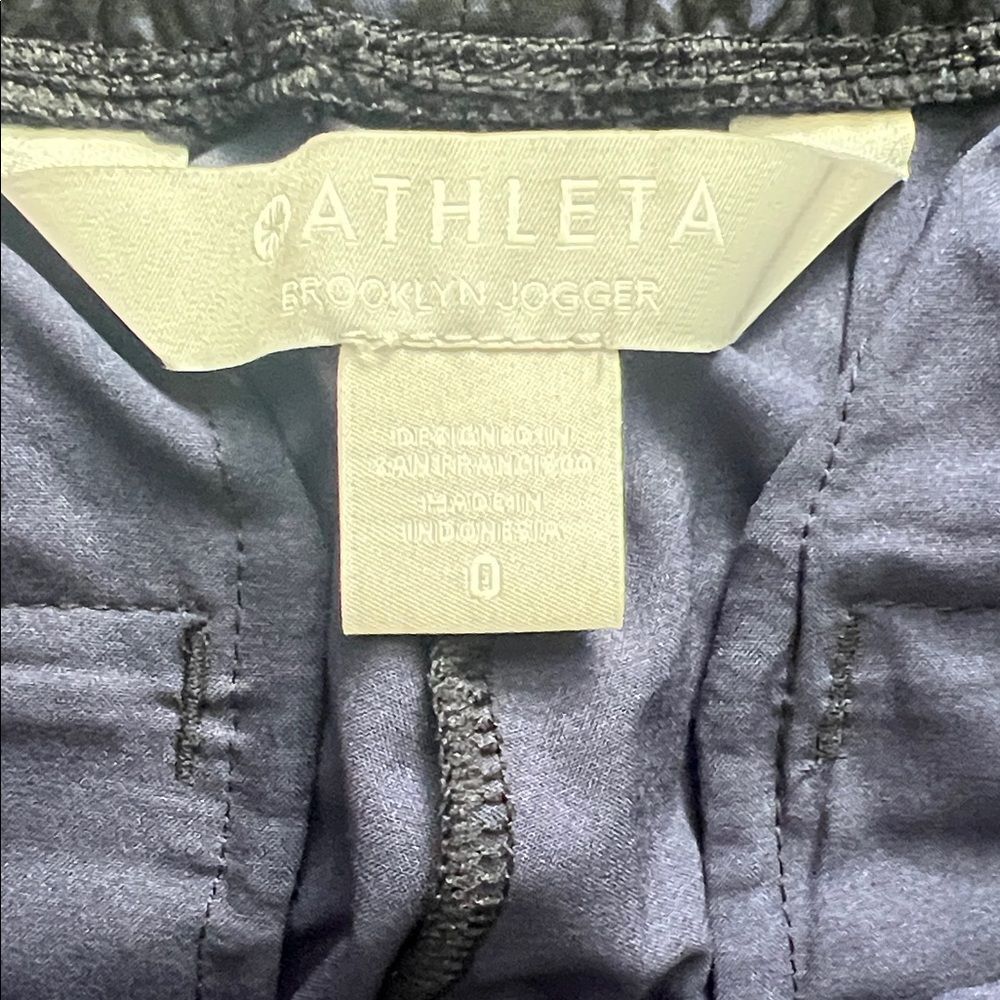 ATHLETA
BROOKLYN JOGGER
DESIGNED IN
SAN FRANCISCO
MADE IN
INDONESIA
0